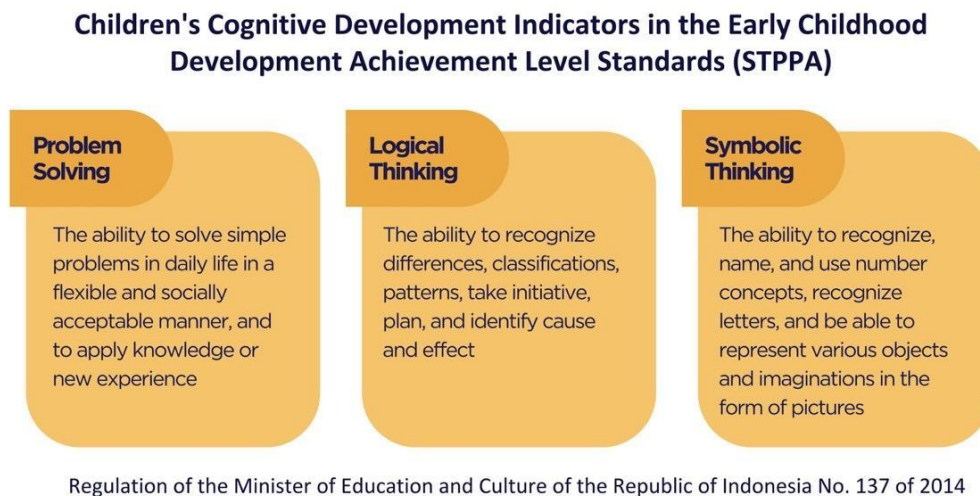 Children's Cognitive Development Indicators in the Early Childhood
Development Achievement Level Standards (STPPA)
Problem
Solving
The ability to solve simple
problems in daily life in a
flexible and socially
acceptable manner, and
to apply knowledge or
new experience
Logical
Thinking
The ability to recognize
differences, classifications,
patterns, take initiative,
plan, and identify cause
and effect
Symbolic
Thinking
The ability to recognize,
name, and use number
concepts, recognize
letters, and be able to
represent various objects
and imaginations in the
form of pictures
Regulation of the Minister of Education and Culture of the Republic of Indonesia No. 137 of 2014